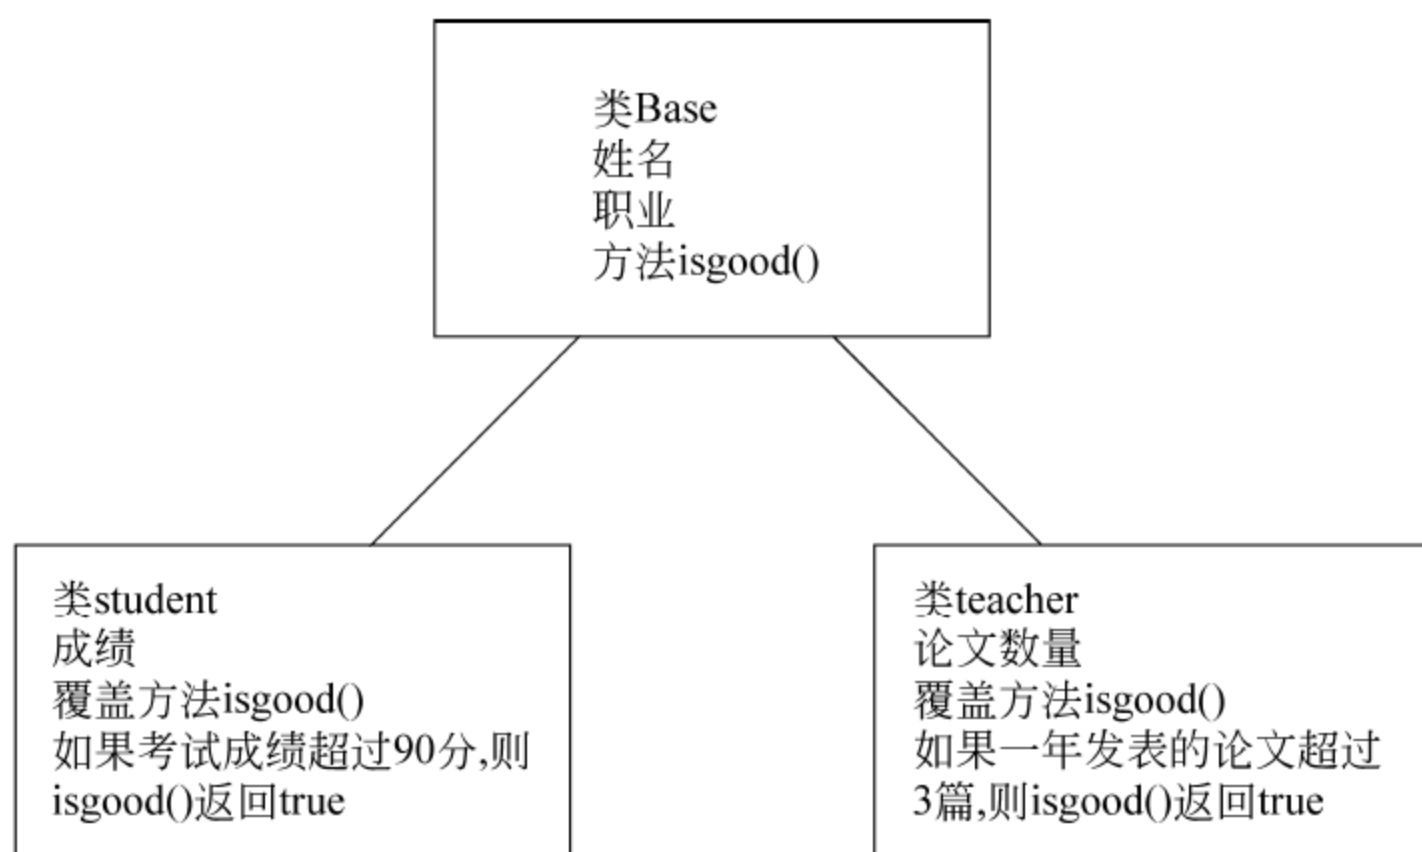 类Base
姓名
职业
方法isgood()
类student
成绩
覆盖方法isgood()
如果考试成绩超过90分,则
isgood()返回true
类teacher
论文数量
覆盖方法isgood()
如果一年发表的论文超过
3篇,则isgood()返回true